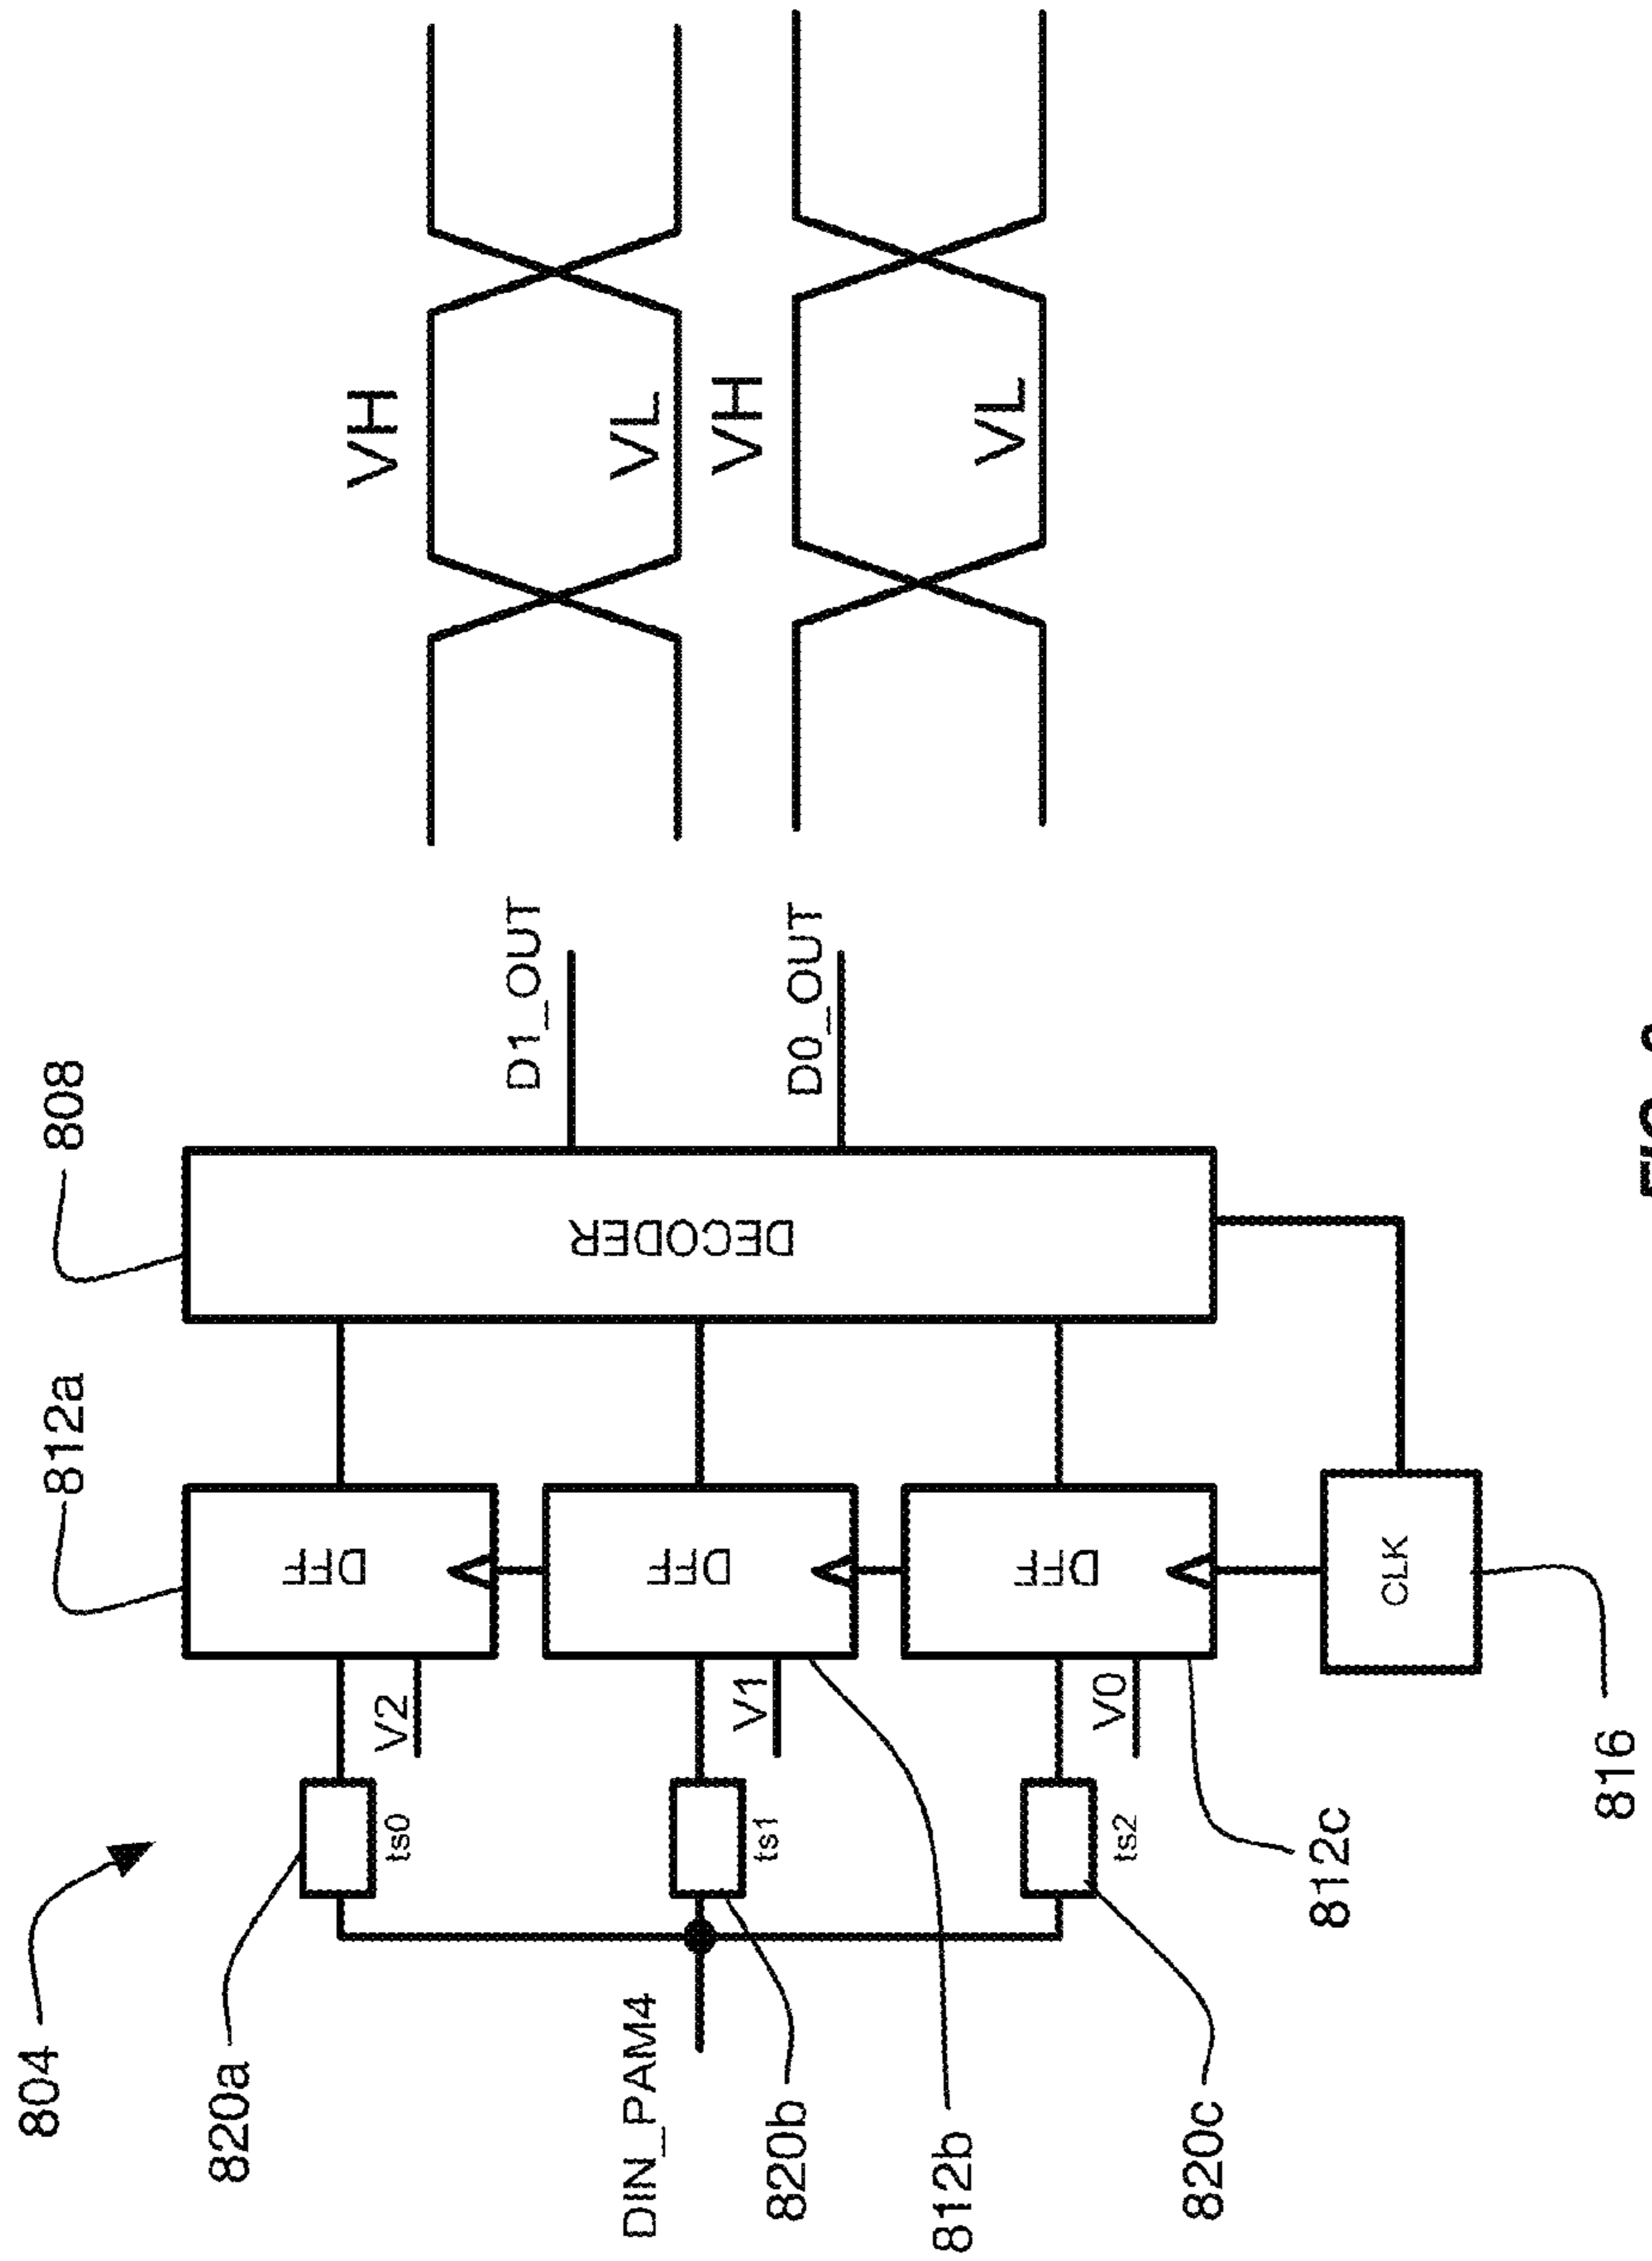 804
812a
808
820a
DFF
VH
V2
ts0
D1_OUT
DIN_PAM4
VL
DECODER
DFF
VH
V1
ts1
820b
D0_OUT
812b
VL
DFF
V0
ts2
820c
812c
CLK
816
FIG.